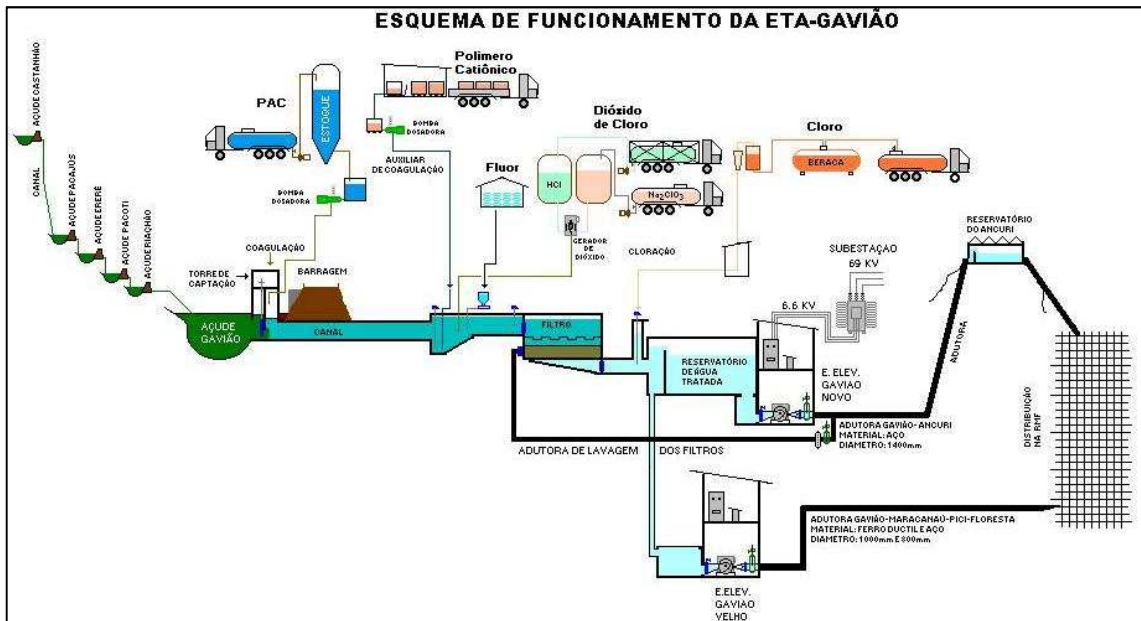 ESQUEMA DE FUNCIONAMENTO DA ETA-GAVIÃO
AÇUDE CASTANHÃO
CANAL
AÇUDE PACAJÚS
AÇUDE ERERÊ
AÇUDE PACOTI
AÇUDE RIACHÃO
AÇUDE
GAVIÃO
TORRE DE
CAPTAÇÃO
COAGULAÇÃO
BARRAGEM
CANAL
PAC
ESTOQUE
BOMBA
DOSADORA
Polimero
Catiônico
BOMBA
DOSADORA
AUXILIAR
DE COAGULAÇÃO
Fluor
Dióxido
de Cloro
HCl
Na2ClO3
GERADOR
DE
DIÓXIDO
Cloro
BERACA
CLORAÇÃO
FILTRO
RESERVATÓRIO
DE ÁGUA
TRATADA
SUBESTAÇAO
69 KV
6.6 KV
E. ELEV.
GAVIAO
NOVO
RESERVATÓRIO
DO ANCURI
ADUTORA
DISTRIBUIÇÃO
NA RMF
ADUTORA GAVIÃO-ANCURI
MATERIAL: AÇO
DIAMETRO: 1400mm
ADUTORA DE LAVAGEM DOS FILTROS
ADUTORA GAVIÃO-MARACANAÚ-PICI-FLORESTA
MATERIAL: FERRO DUCTIL E AÇO
DIAMETRO: 1000mm E 800mm
E.ELEV.
GAVIAO
VELHO